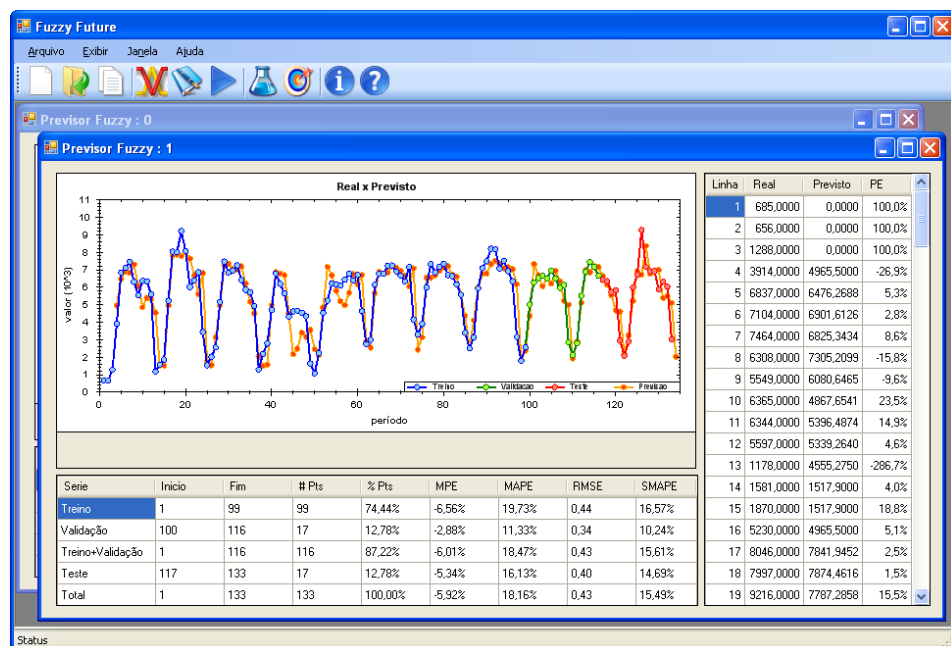 Fuzzy Future
Arquivo Exibir Janela Ajuda
Previsor Fuzzy : 0
Previsor Fuzzy : 1
Real x Previsto
valor (10^3)
11
10
9
8
7
6
5
4
3
2
1
0
0 20 40 60 80 100 120
período
Treino Validacao Teste Previsao
Linha Real Previsto PE
1 685,0000 0,0000 100,0%
2 656,0000 0,0000 100,0%
3 1288,0000 0,0000 100,0%
4 3914,0000 4965,5000 -26,9%
5 6837,0000 6476,2688 5,3%
6 7104,0000 6901,6126 2,8%
7 7464,0000 6825,3434 8,6%
8 6308,0000 7305,2099 -15,8%
9 5549,0000 6080,6465 -9,6%
10 6365,0000 4867,6541 23,5%
11 6344,0000 5396,4874 14,9%
12 5597,0000 5339,2640 4,6%
13 1178,0000 4555,2750 -286,7%
14 1581,0000 1517,9000 4,0%
15 1870,0000 1517,9000 18,8%
16 5230,0000 4965,5000 5,1%
17 8046,0000 7841,9452 2,5%
18 7997,0000 7874,4616 1,5%
19 9216,0000 7787,2858 15,5%
Serie Inicio Fim # Pts % Pts MPE MAPE RMSE SMAPE
Treino 1 99 99 74,44% -6,56% 19,73% 0,44 16,57%
Validação 100 116 17 12,78% -2,88% 11,33% 0,34 10,24%
Treino+Validação 1 116 116 87,22% -6,01% 18,47% 0,43 15,61%
Teste 117 133 17 12,78% -5,34% 16,13% 0,40 14,69%
Total 1 133 133 100,00% -5,92% 18,16% 0,43 15,49%
Status